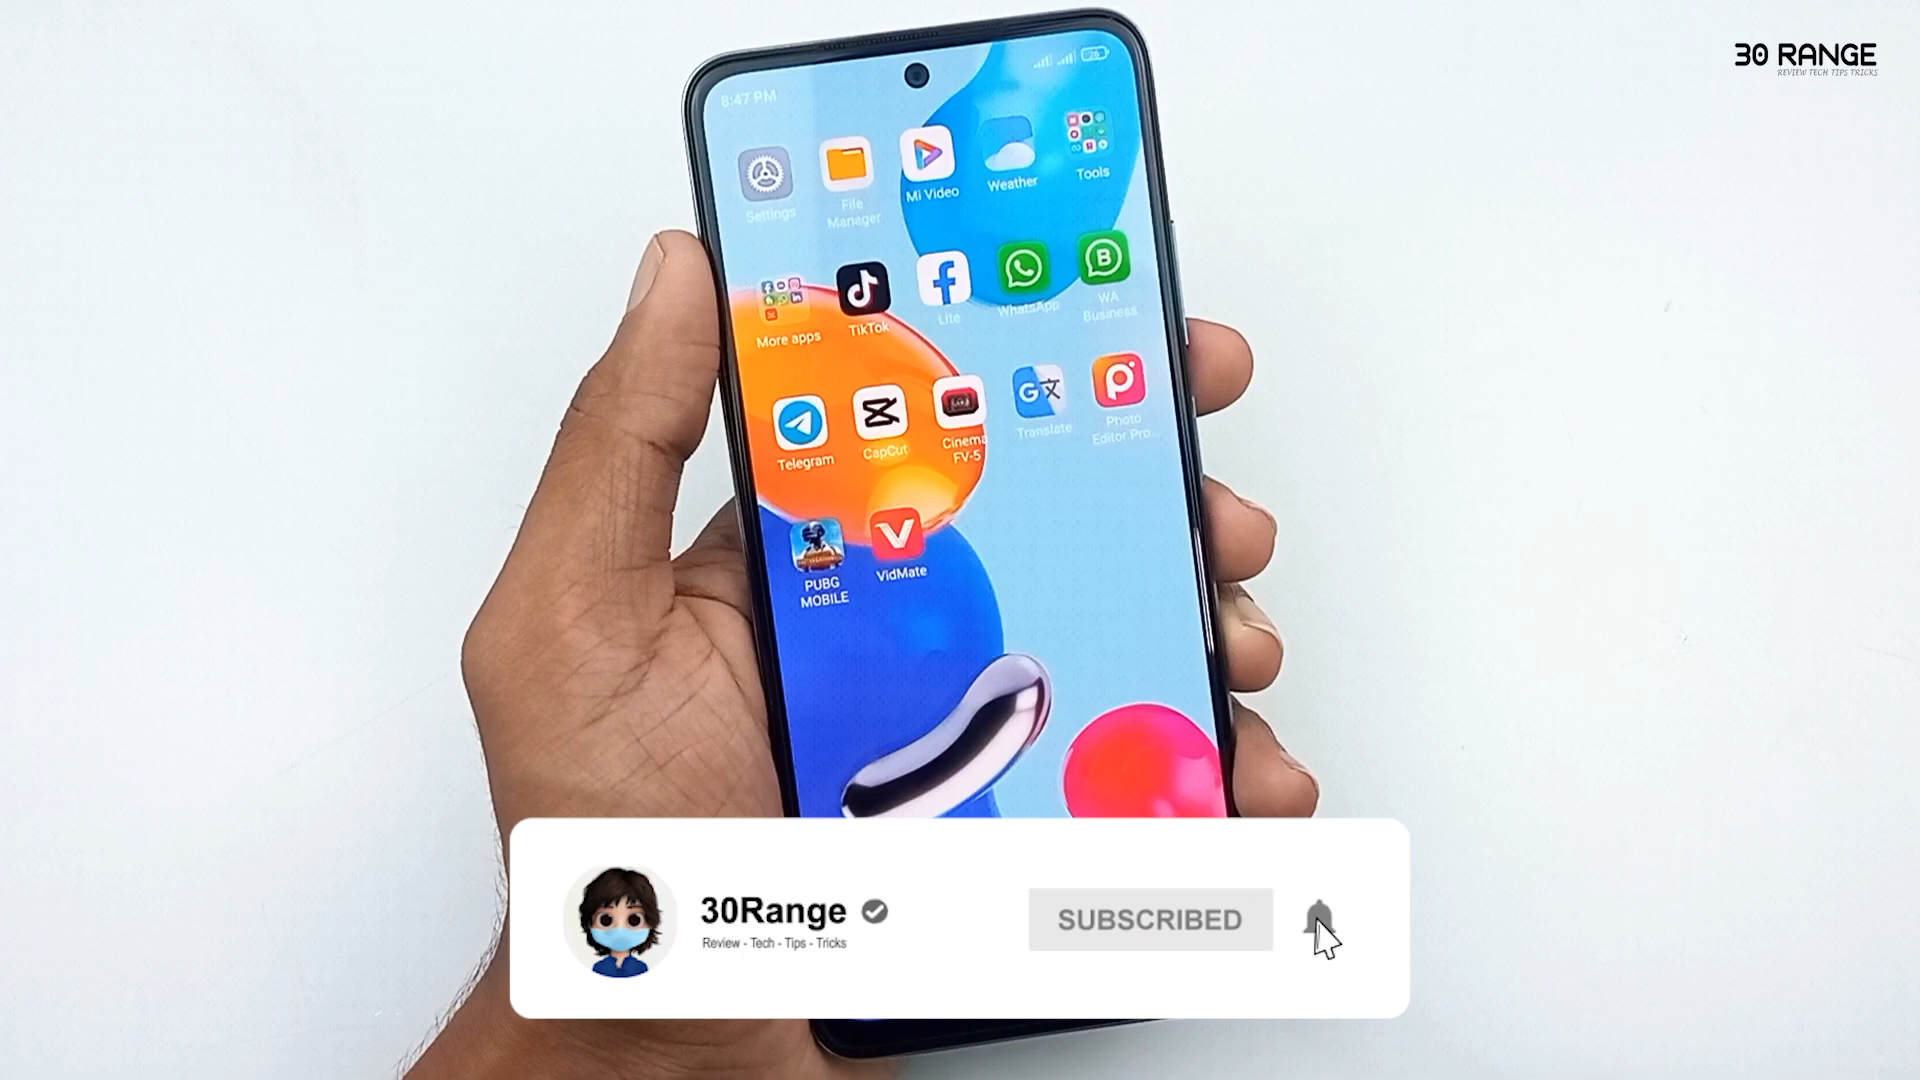 30 RANGE
REVIEW TECH TIPS TRICKS
8:47 PM
Settings
File
Manager
Mi Video
Weather
Tools
More apps
TikTok
Lite
WhatsApp
WA
Business
Telegram
CapCut
Cinema
FV-5
Translate
Photo
Editor Pro...
PUBG
MOBILE
VidMate
30Range
SUBSCRIBED
Review - Tech - Tips - Tricks